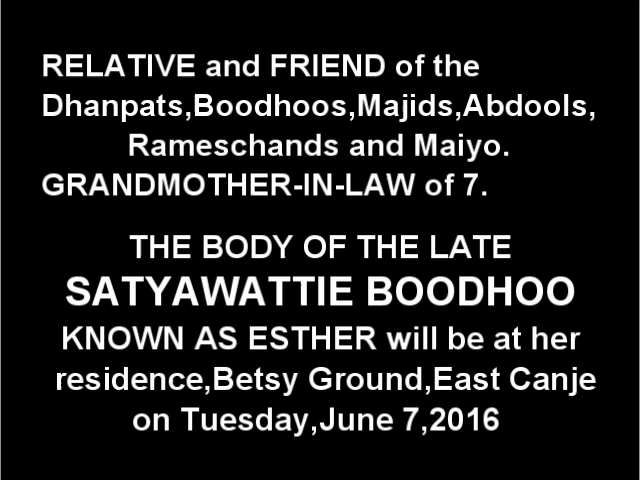 RELATIVE and FRIEND of the
Dhanpats,Boodhoos,Majids,Abdools,
Rameschands and Maiyo.
GRANDMOTHER-IN-LAW of 7.
THE BODY OF THE LATE
SATYAWATTIE BOODHOO
KNOWN AS ESTHER will be at her
residence,Betsy Ground,East Canje
on Tuesday,June 7,2016